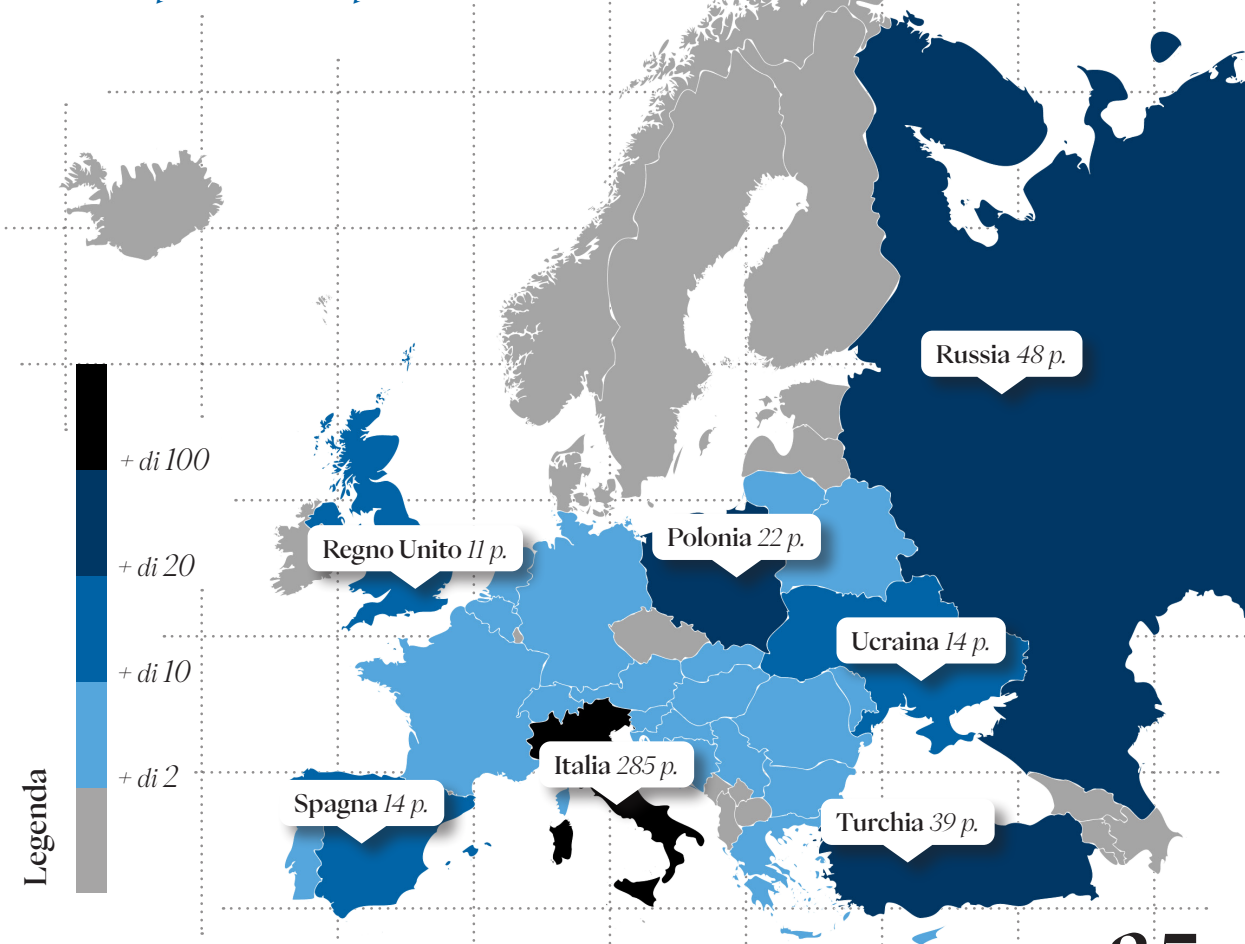 Russia 48 p.
+ di 100
Polonia 22 p.
Regno Unito 11 p.
+ di 20
Ucraina 14 p.
+ di 10
Italia 285 p.
+ di 2
Spagna 14 p.
Turchia 39 p.
Legenda